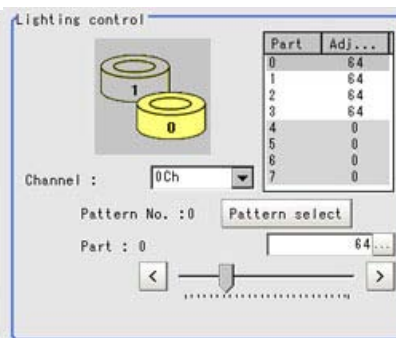 Lighting control
Part Adj...
0 64
1 64
2 64
3 64
4 0
5 0
6 0
7 0
1
0
Channel : 0Ch
Pattern No. :0 Pattern select
Part : 0 64 ...
< >